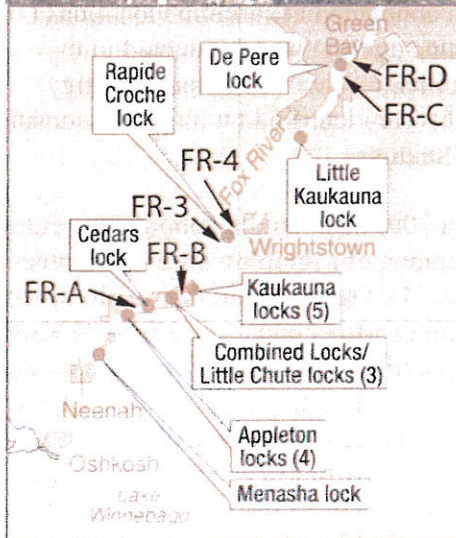 Green
Bay
De Pere
lock
FR-D
FR-C
Rapide
Croche
lock
Fox River
FR-4
Little
Kaukauna
lock
FR-3
Wrightstown
Cedars
lock
FR-B
FR-A
Kaukauna
locks (5)
Combined Locks/
Little Chute locks (3)
Neenah
Appleton
locks (4)
Oshkosh
Menasha lock
Lake
Winnebago